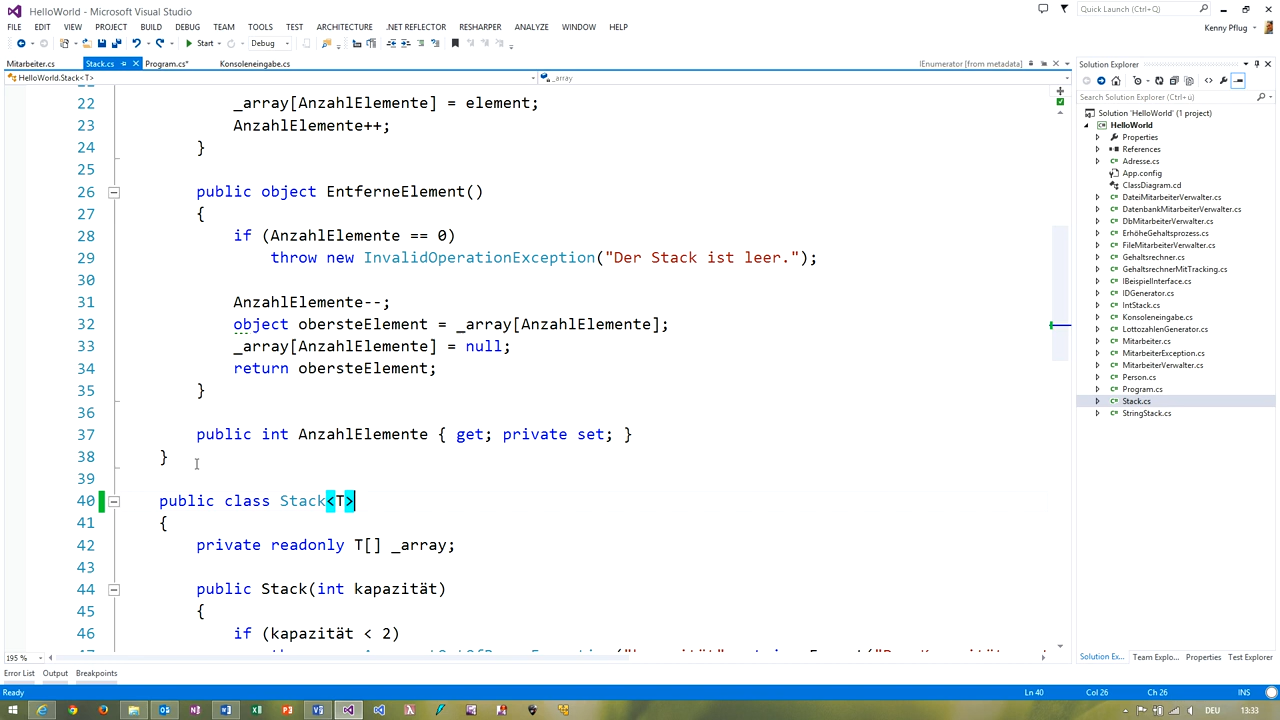 HelloWorld - Microsoft Visual Studio
Quick Launch (Ctrl+Ü)
FILE EDIT VIEW PROJECT BUILD DEBUG TEAM TOOLS TEST ARCHITECTURE .NET REFLECTOR RESHARPER ANALYZE WINDOW HELP
Kenny Pflug
Start Debug
Mitarbeiter.cs Stack.cs Program.cs* Konsoleneingabe.cs IEnumerator [from metadata]
HelloWorld.Stack<T> _array
22 _array[AnzahlElemente] = element;
23 AnzahlElemente++;
24 }
25
26 public object EntferneElement()
27 {
28 if (AnzahlElemente == 0)
29 throw new InvalidOperationException("Der Stack ist leer.");
30
31 AnzahlElemente--;
32 object oberstesElement = _array[AnzahlElemente];
33 _array[AnzahlElemente] = null;
34 return obersteElement;
35 }
36
37 public int AnzahlElemente { get; private set; }
38 }
39
40 public class Stack<T>
41 {
42 private readonly T[] _array;
43
44 public Stack(int kapazität)
45 {
46 if (kapazität < 2)
195 %
Error List Output Breakpoints
Solution Explorer
Search Solution Explorer (Ctrl+ü)
Solution 'HelloWorld' (1 project)
HelloWorld
Properties
References
Adresse.cs
App.config
ClassDiagram.cd
DateiMitarbeiterVerwalter.cs
DatenbankMitarbeiterVerwalter.cs
DbMitarbeiterVerwalter.cs
ErhöheGehaltsprozess.cs
FileMitarbeiterVerwalter.cs
Gehaltsrechner.cs
GehaltsrechnerMitTracking.cs
IBeispielInterface.cs
IDGenerator.cs
IntStack.cs
Konsoleneingabe.cs
LottozahlenGenerator.cs
Mitarbeiter.cs
MitarbeiterException.cs
MitarbeiterVerwalter.cs
Person.cs
Program.cs
Stack.cs
StringStack.cs
Solution Ex... Team Explo... Properties Test Explorer
Ready Ln 40 Col 26 Ch 26 INS
DEU 13:33